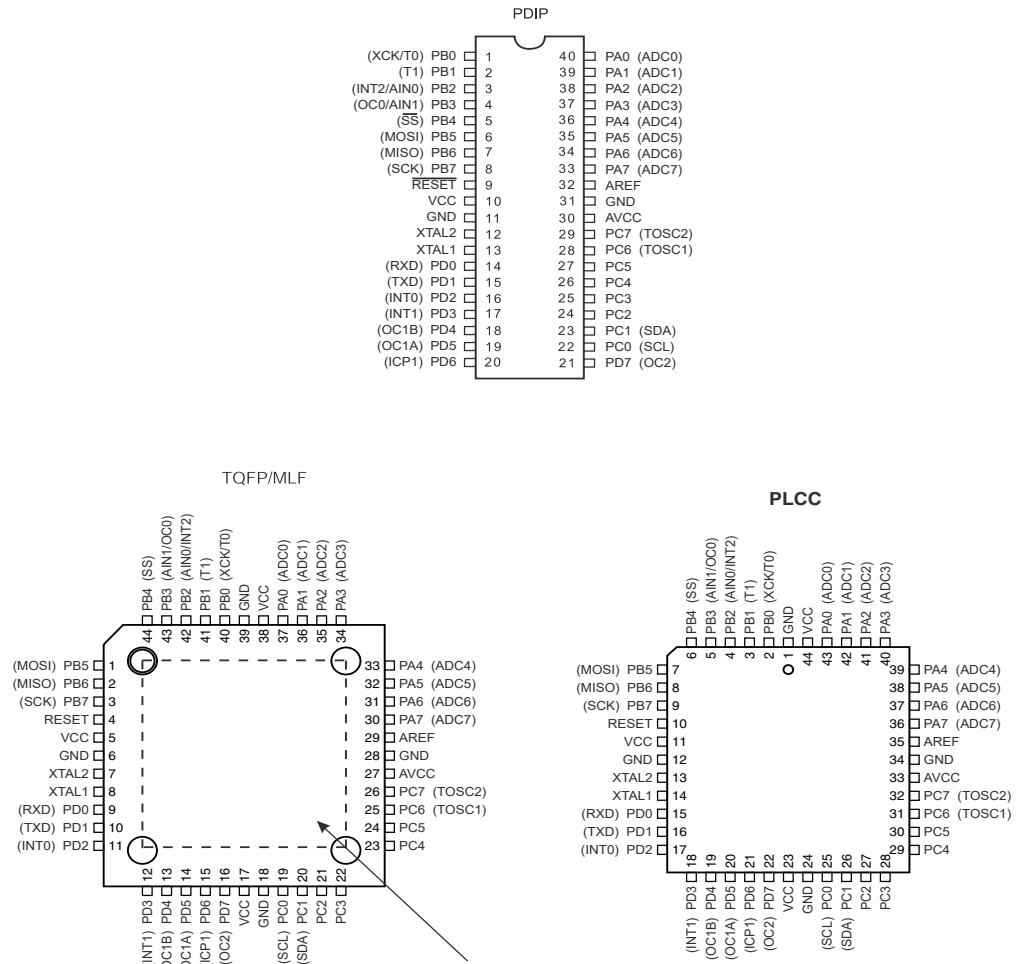 PDIP
(XCK/T0) PB0 1 40 PA0 (ADC0)
(T1) PB1 2 39 PA1 (ADC1)
(INT2/AIN0) PB2 3 38 PA2 (ADC2)
(OC0/AIN1) PB3 4 37 PA3 (ADC3)
(SS) PB4 5 36 PA4 (ADC4)
(MOSI) PB5 6 35 PA5 (ADC5)
(MISO) PB6 7 34 PA6 (ADC6)
(SCK) PB7 8 33 PA7 (ADC7)
RESET 9 32 AREF
VCC 10 31 GND
GND 11 30 AVCC
XTAL2 12 29 PC7 (TOSC2)
XTAL1 13 28 PC6 (TOSC1)
(RXD) PD0 14 27 PC5
(TXD) PD1 15 26 PC4
(INT0) PD2 16 25 PC3
(INT1) PD3 17 24 PC2
(OC1B) PD4 18 23 PC1 (SDA)
(OC1A) PD5 19 22 PC0 (SCL)
(ICP1) PD6 20 21 PD7 (OC2)
TQFP/MLF
PB4 (SS)
PB3 (AIN1/OC0)
PB2 (AIN0/INT2)
PB1 (T1)
PB0 (XCK/T0)
GND
VCC
PA0 (ADC0)
PA1 (ADC1)
PA2 (ADC2)
PA3 (ADC3)
44 43 42 41 40 39 38 37 36 35 34
(MOSI) PB5 1 33 PA4 (ADC4)
(MISO) PB6 2 32 PA5 (ADC5)
(SCK) PB7 3 31 PA6 (ADC6)
RESET 4 30 PA7 (ADC7)
VCC 5 29 AREF
GND 6 28 GND
XTAL2 7 27 AVCC
XTAL1 8 26 PC7 (TOSC2)
(RXD) PD0 9 25 PC6 (TOSC1)
(TXD) PD1 10 24 PC5
(INT0) PD2 11 23 PC4
12 13 14 15 16 17 18 19 20 21 22
(INT1) PD3
(OC1B) PD4
(OC1A) PD5
(ICP1) PD6
(OC2) PD7
VCC
GND
(SCL) PC0
(SDA) PC1
PC2
PC3
PLCC
PB4 (SS)
PB3 (AIN1/OC0)
PB2 (AIN0/INT2)
PB1 (T1)
PB0 (XCK/T0)
GND
VCC
PA0 (ADC0)
PA1 (ADC1)
PA2 (ADC2)
PA3 (ADC3)
6 5 4 3 2 1 44 43 42 41 40
(MOSI) PB5 7 39 PA4 (ADC4)
(MISO) PB6 8 38 PA5 (ADC5)
(SCK) PB7 9 37 PA6 (ADC6)
RESET 10 36 PA7 (ADC7)
VCC 11 35 AREF
GND 12 34 GND
XTAL2 13 33 AVCC
XTAL1 14 32 PC7 (TOSC2)
(RXD) PD0 15 31 PC6 (TOSC1)
(TXD) PD1 16 30 PC5
(INT0) PD2 17 29 PC4
18 19 20 21 22 23 24 25 26 27 28
(INT1) PD3
(OC1B) PD4
(OC1A) PD5
(ICP1) PD6
(OC2) PD7
VCC
GND
(SCL) PC0
(SDA) PC1
PC2
PC3